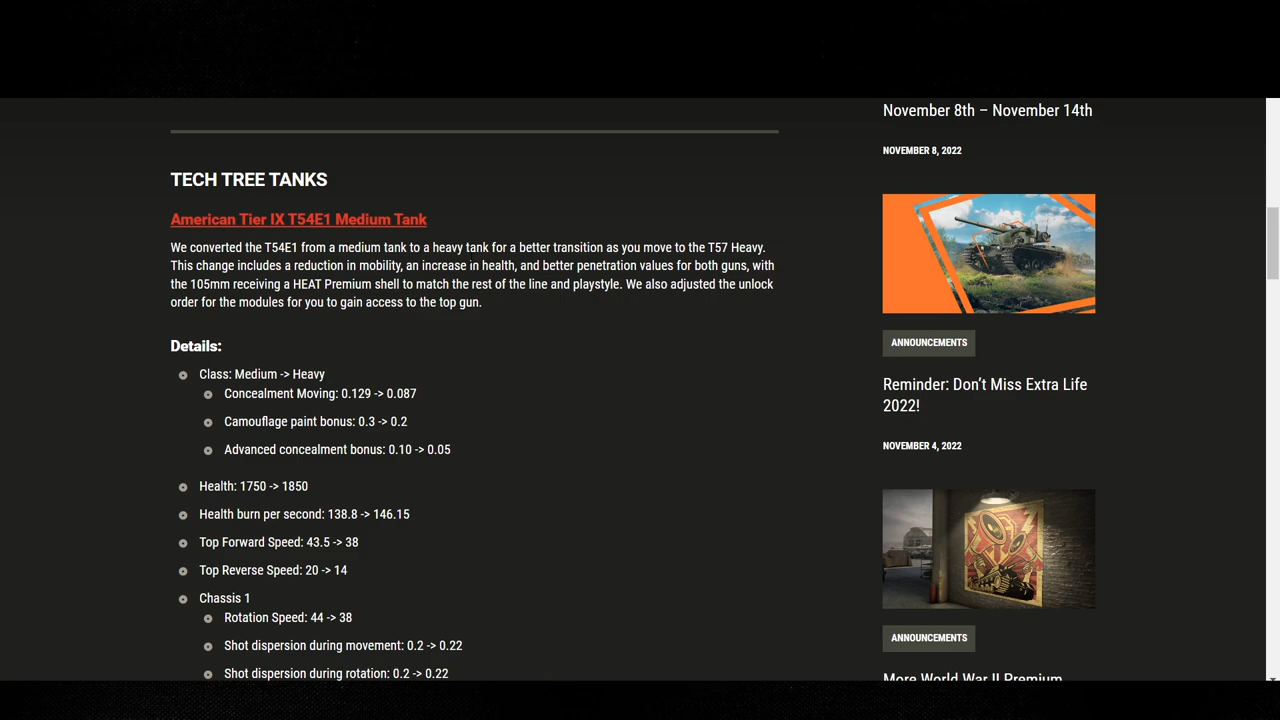 TECH TREE TANKS
American Tier IX T54E1 Medium Tank
We converted the T54E1 from a medium tank to a heavy tank for a better transition as you move to the T57 Heavy.
This change includes a reduction in mobility, an increase in health, and better penetration values for both guns, with
the 105mm receiving a HEAT Premium shell to match the rest of the line and playstyle. We also adjusted the unlock
order for the modules for you to gain access to the top gun.
Details:
Class: Medium -> Heavy
Concealment Moving: 0.129 -> 0.087
Camouflage paint bonus: 0.3 -> 0.2
Advanced concealment bonus: 0.10 -> 0.05
Health: 1750 -> 1850
Health burn per second: 138.8 -> 146.15
Top Forward Speed: 43.5 -> 38
Top Reverse Speed: 20 -> 14
Chassis 1
Rotation Speed: 44 -> 38
Shot dispersion during movement: 0.2 -> 0.22
Shot dispersion during rotation: 0.2 -> 0.22
November 8th – November 14th
NOVEMBER 8, 2022
ANNOUNCEMENTS
Reminder: Don’t Miss Extra Life
2022!
NOVEMBER 4, 2022
ANNOUNCEMENTS
More World War II Premium